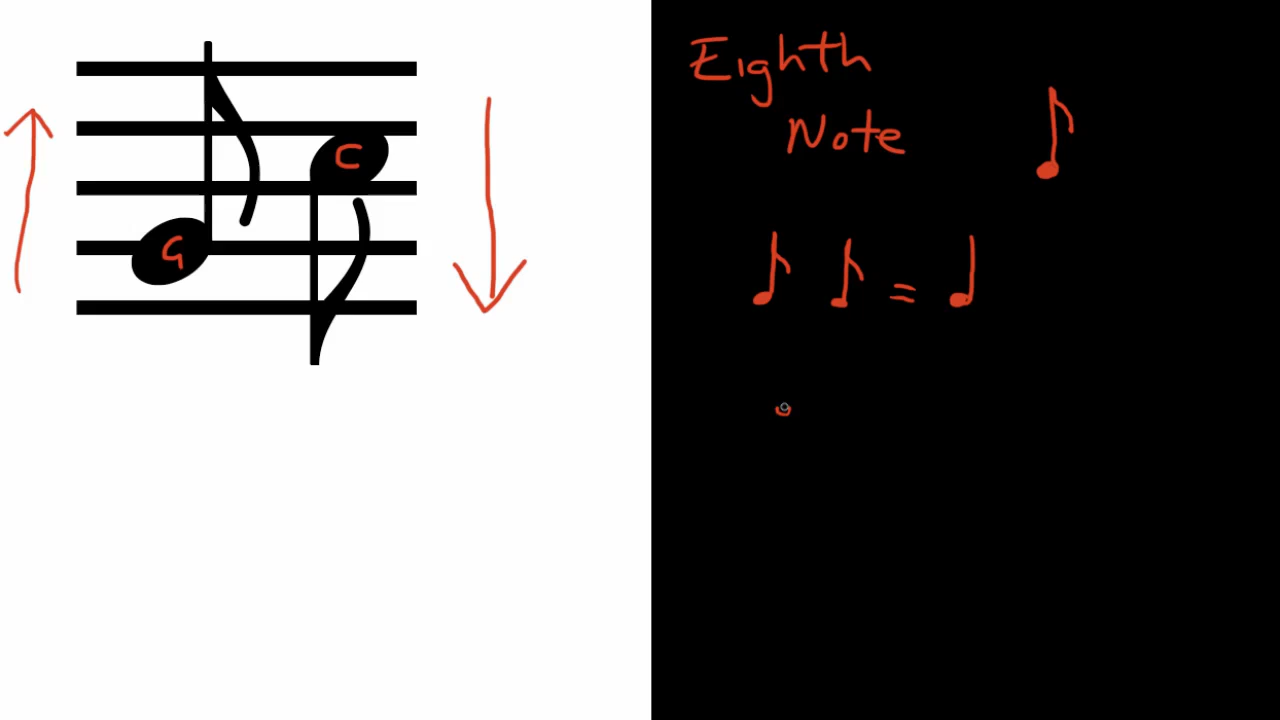 G
C
Eighth
Note
♪ ♪ = ♩